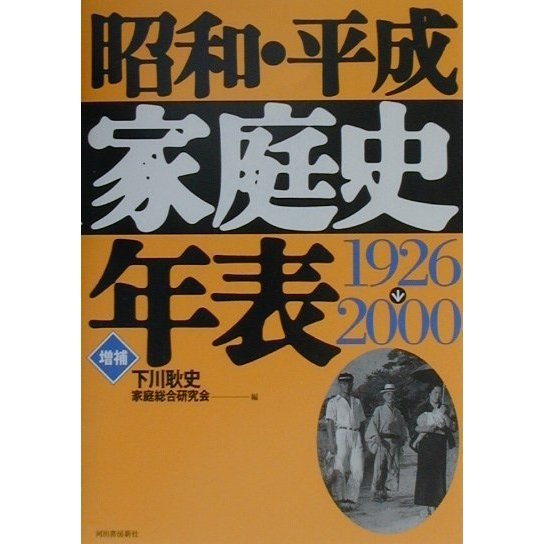 昭和・平成
家庭史
年表
1926
2000
増補
下川耿史
家庭総合研究会――編
河出書房新社